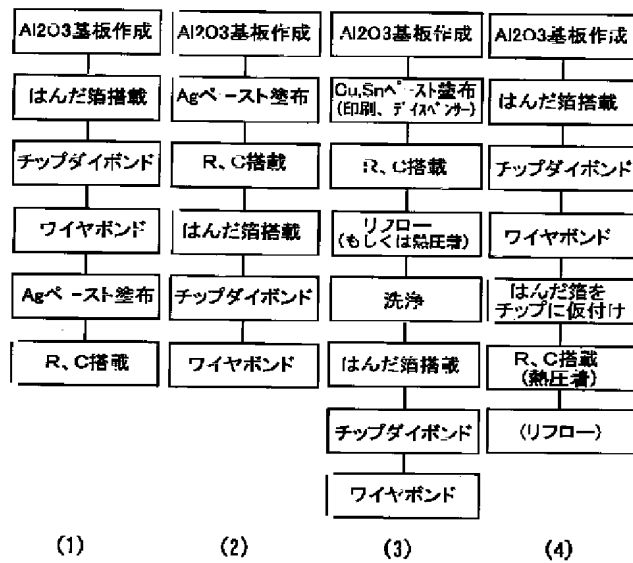 Al2O3基板作成
はんだ箔搭載
チップダイボンド
ワイヤボンド
Agペースト塗布
R、C搭載
(1)
Al2O3基板作成
Agペースト塗布
R、C搭載
はんだ箔搭載
チップダイボンド
ワイヤボンド
(2)
Al2O3基板作成
Cu,Snペースト塗布
(印刷、ディスペンサー)
R、C搭載
リフロー
(もしくは熱圧着)
洗浄
はんだ箔搭載
チップダイボンド
ワイヤボンド
(3)
Al2O3基板作成
はんだ箔搭載
チップダイボンド
ワイヤボンド
はんだ箔を
チップに仮付け
R、C搭載
(熱圧着)
(リフロー)
(4)